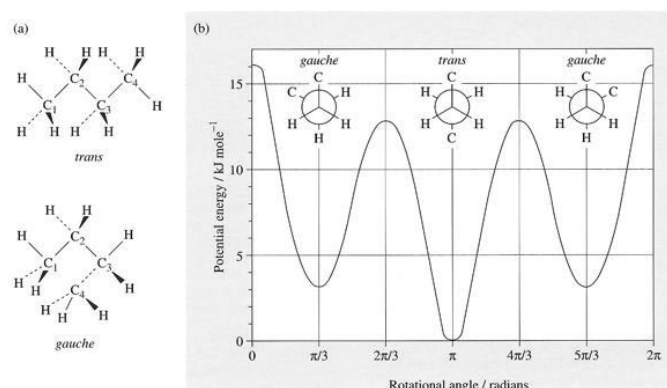 (a)
H H H H
H C2 C4
C1 C3 H
H H H H
trans
H H
H C2 H
C1 C3
H H C4 H
H H H
gauche
(b)
gauche trans gauche
C C C
C H H H H C
H H H H H H
H C H
15
10
5
0
Potential energy / kJ mole⁻¹
0 π/3 2π/3 π 4π/3 5π/3 2π
Rotational angle / radians